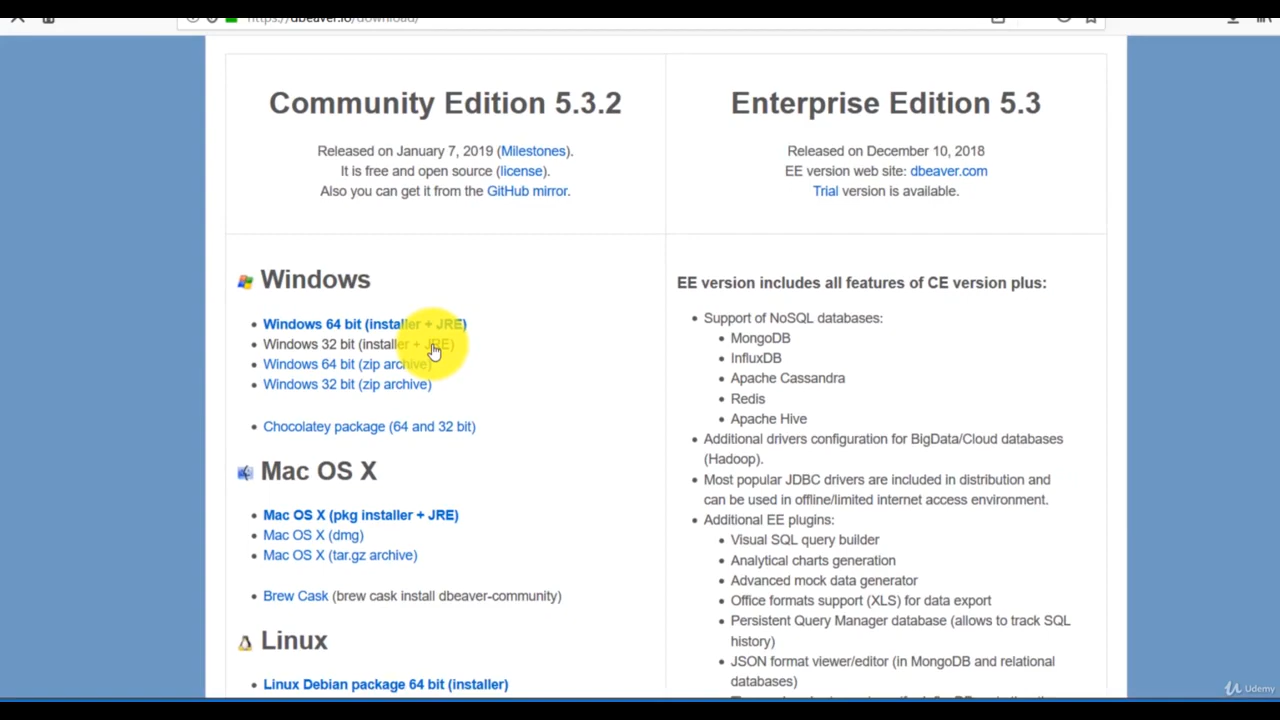 https://dbeaver.io/download/
Community Edition 5.3.2
Released on January 7, 2019 (Milestones).
It is free and open source (license).
Also you can get it from the GitHub mirror.
Enterprise Edition 5.3
Released on December 10, 2018
EE version web site: dbeaver.com
Trial version is available.
Windows
Windows 64 bit (installer + JRE)
Windows 32 bit (installer + JRE)
Windows 64 bit (zip archive)
Windows 32 bit (zip archive)
Chocolatey package (64 and 32 bit)
Mac OS X
Mac OS X (pkg installer + JRE)
Mac OS X (dmg)
Mac OS X (tar.gz archive)
Brew Cask (brew cask install dbeaver-community)
Linux
Linux Debian package 64 bit (installer)
EE version includes all features of CE version plus:
Support of NoSQL databases:
MongoDB
InfluxDB
Apache Cassandra
Redis
Apache Hive
Additional drivers configuration for BigData/Cloud databases
(Hadoop).
Most popular JDBC drivers are included in distribution and
can be used in offline/limited internet access environment.
Additional EE plugins:
Visual SQL query builder
Analytical charts generation
Advanced mock data generator
Office formats support (XLS) for data export
Persistent Query Manager database (allows to track SQL
history)
JSON format viewer/editor (in MongoDB and relational
databases)
Udemy